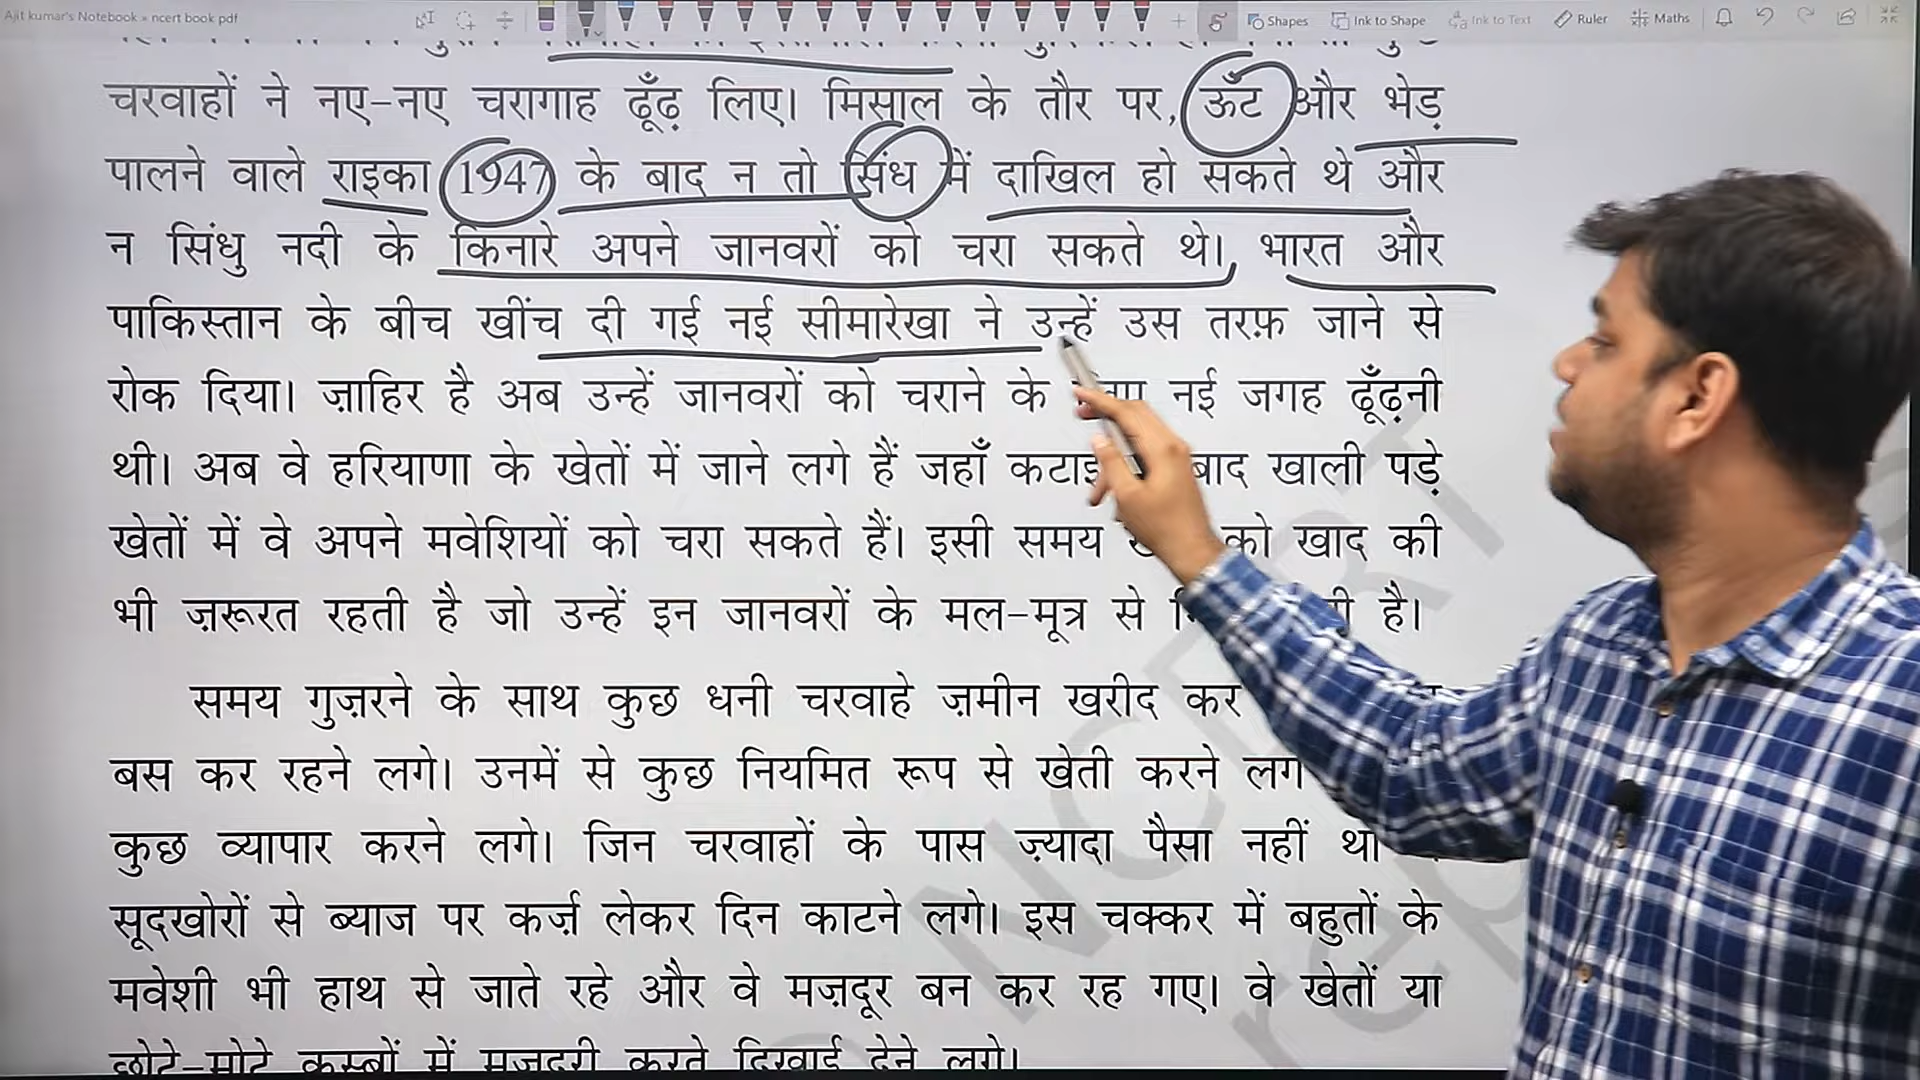 Ajit kumar's Notebook » ncert book pdf
Shapes Ink to Shape Ink to Text Ruler Maths
चरवाहों ने नए-नए चरागाह ढूँढ़ लिए। मिसाल के तौर पर, ऊँट और भेड़
पालने वाले राइका 1947 के बाद न तो सिंध में दाखिल हो सकते थे और
न सिंधु नदी के किनारे अपने जानवरों को चरा सकते थे। भारत और
पाकिस्तान के बीच खींच दी गई नई सीमारेखा ने उन्हें उस तरफ़ जाने से
रोक दिया। ज़ाहिर है अब उन्हें जानवरों को चराने के नई जगह ढूँढ़नी
थी। अब वे हरियाणा के खेतों में जाने लगे हैं जहाँ बाद खाली पड़े
खेतों में वे अपने मवेशियों को चरा सकते हैं। इसी समय को खाद की
भी ज़रूरत रहती है जो उन्हें इन जानवरों के मल-मूत्र से है।
समय गुज़रने के साथ कुछ धनी चरवाहे ज़मीन खरीद कर
बस कर रहने लगे। उनमें से कुछ नियमित रूप से खेती करने
कुछ व्यापार करने लगे। जिन चरवाहों के पास ज़्यादा पैसा नहीं था
सूदखोरों से ब्याज पर कर्ज़ लेकर दिन काटने लगे। इस चक्कर में बहुतों के
मवेशी भी हाथ से जाते रहे और वे मज़दूर बन कर रह गए। वे खेतों या
छोटे-मोटे कस्बों में मज़दूरी करते दिखाई देने लगे।
NCERT